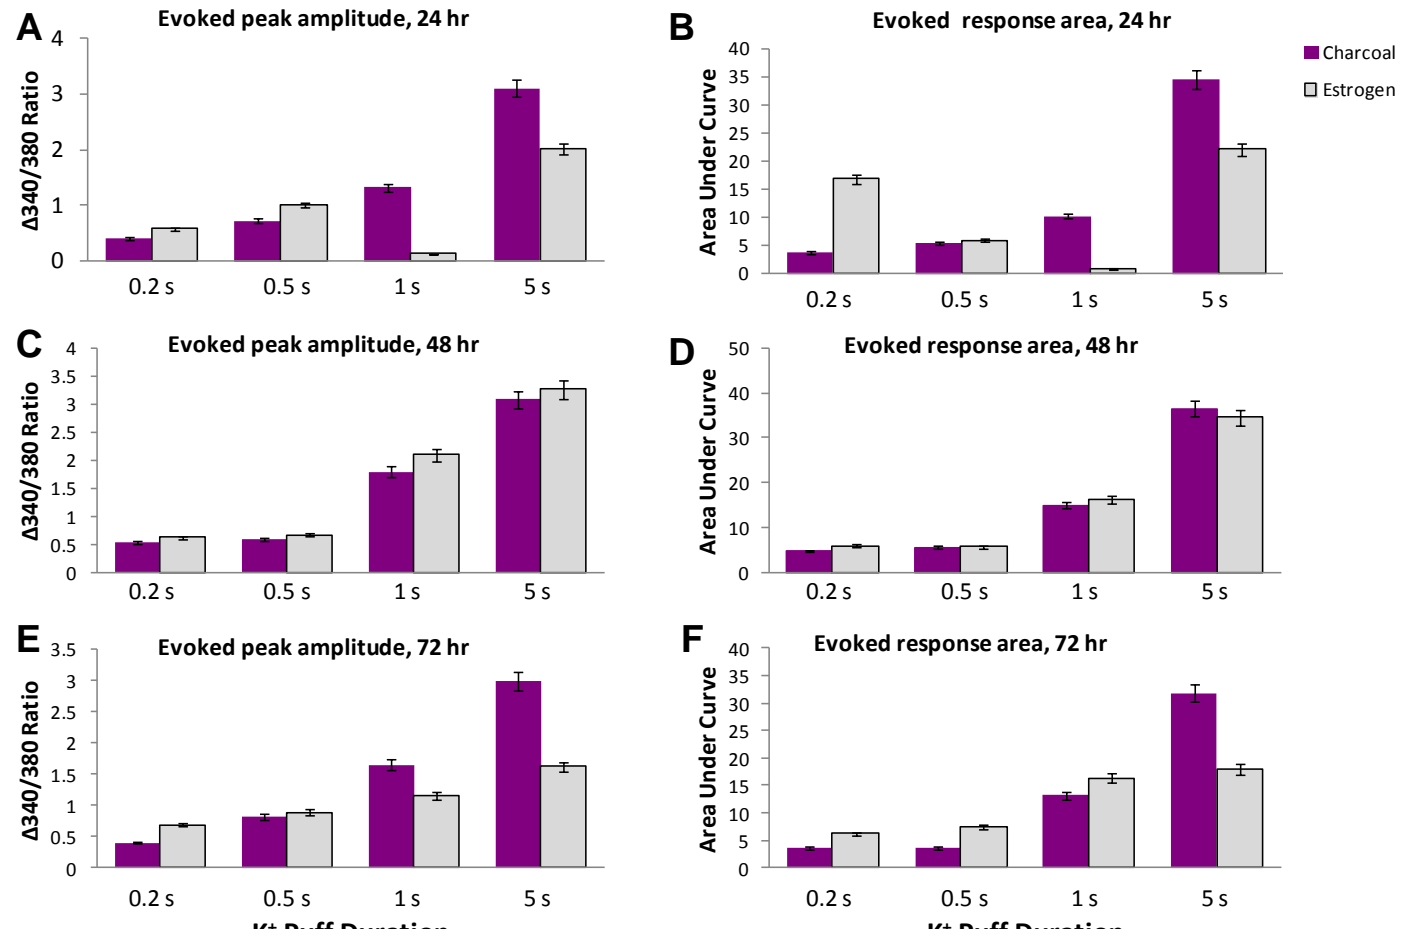 A
Evoked peak amplitude, 24 hr
Δ340/380 Ratio
4
3
2
1
0
0.2 s 0.5 s 1 s 5 s
B
Evoked response area, 24 hr
Area Under Curve
40
35
30
25
20
15
10
5
0
0.2 s 0.5 s 1 s 5 s
Charcoal
Estrogen
C
Evoked peak amplitude, 48 hr
Δ340/380 Ratio
4
3.5
3
2.5
2
1.5
1
0.5
0
0.2 s 0.5 s 1 s 5 s
D
Evoked response area, 48 hr
Area Under Curve
50
40
30
20
10
0
0.2 s 0.5 s 1 s 5 s
E
Evoked peak amplitude, 72 hr
Δ340/380 Ratio
3.5
3
2.5
2
1.5
1
0.5
0
0.2 s 0.5 s 1 s 5 s
K⁺ Puff Duration
F
Evoked response area, 72 hr
Area Under Curve
40
35
30
25
20
15
10
5
0
0.2 s 0.5 s 1 s 5 s
K⁺ Puff Duration